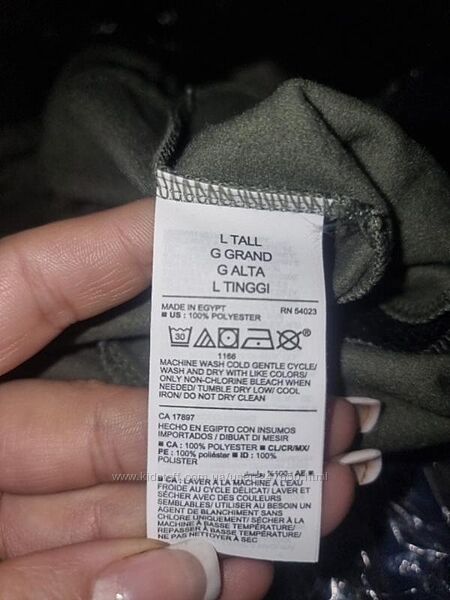 L TALL
G GRAND
G ALTA
L TINGGI
MADE IN EGYPT RN 54023
■ US: 100% POLYESTER
30
1166
MACHINE WASH COLD GENTLE CYCLE/
WASH AND DRY WITH LIKE COLORS/
ONLY NON-CHLORINE BLEACH WHEN
NEEDED/ TUMBLE DRY LOW/ COOL
IRON/ DO NOT DRY CLEAN
CA 17897
HECHO EN EGIPTO CON INSUMOS
IMPORTADOS / DIBUAT DI MESIR
■ CA: 100% POLYESTER ■ CL/CR/MX/
PE: 100% poliéster ■ ID: 100%
POLISTER
%100 : AE ■
■ CA: LAVER À LA MACHINE À L'EAU
FROIDE AU CYCLE DÉLICAT/ LAVER ET
SÉCHER AVEC DES COULEURS
SEMBLABLES/ UTILISER AU BESOIN UN
AGENT DE BLANCHIMENT SANS
CHLORE UNIQUEMENT/ SÉCHER À LA
MACHINE À BASSE TEMPÉRATURE/
REPASSER À BASSE TEMPÉRATURE/
NE PAS NETTOYER À SEC